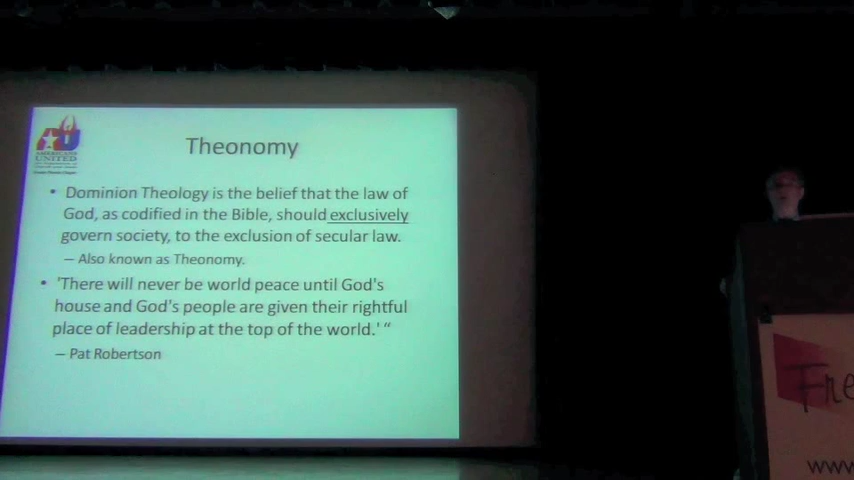 AU
AMERICANS
UNITED
Theonomy
• Dominion Theology is the belief that the law of
God, as codified in the Bible, should exclusively
govern society, to the exclusion of secular law.
– Also known as Theonomy.
• 'There will never be world peace until God's
house and God's people are given their rightful
place of leadership at the top of the world.' “
– Pat Robertson
Fre
www